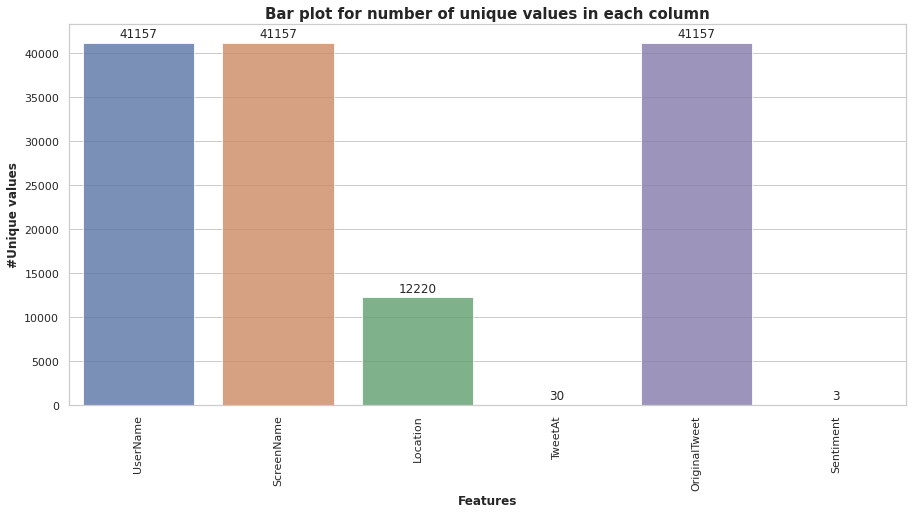 Bar plot for number of unique values in each column
41157
41157
41157
12220
30
3
40000
35000
30000
25000
20000
15000
10000
5000
0
#Unique values
UserName
ScreenName
Location
TweetAt
OriginalTweet
Sentiment
Features